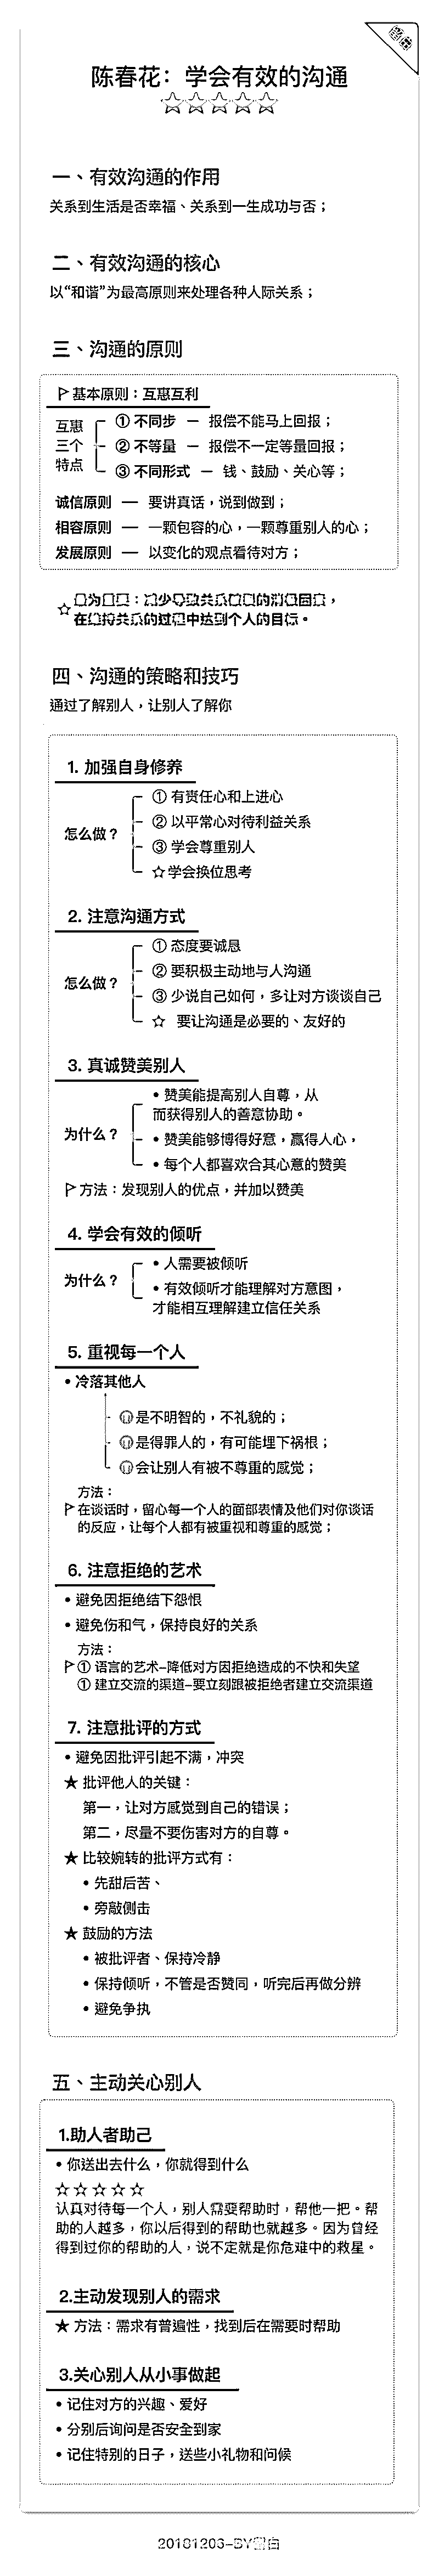 陈春花：学会有效的沟通
☆☆☆☆☆
一、有效沟通的作用
关系到生活是否幸福、关系到一生成功与否；
二、有效沟通的核心
以“和谐”为最高原则来处理各种人际关系；
三、沟通的原则
基本原则：互惠互利
互惠
三个
特点
① 不同步 — 报偿不能马上回报；
② 不等量 — 报偿不一定等量回报；
③ 不同形式 — 钱、鼓励、关心等；
诚信原则 — 要讲真话，说到做到；
相容原则 — 一颗包容的心，一颗尊重别人的心；
发展原则 — 以变化的观点看待对方；
☆最为重要：减少导致关系破裂的消极因素，
在维持关系的过程中达到个人的目标。
四、沟通的策略和技巧
通过了解别人，让别人了解你
1. 加强自身修养
怎么做？
① 有责任心和上进心
② 以平常心对待利益关系
③ 学会尊重别人
☆学会换位思考
2. 注意沟通方式
怎么做？
① 态度要诚恳
② 要积极主动地与人沟通
③ 少说自己如何，多让对方谈谈自己
☆ 要让沟通是必要的、友好的
3. 真诚赞美别人
为什么？
• 赞美能提高别人自尊，从
而获得别人的善意协助。
• 赞美能够博得好意，赢得人心，
• 每个人都喜欢合其心意的赞美
方法：发现别人的优点，并加以赞美
4. 学会有效的倾听
为什么？
• 人需要被倾听
• 有效倾听才能理解对方意图，
才能相互理解建立信任关系
5. 重视每一个人
• 冷落其他人
是不明智的，不礼貌的；
是得罪人的，有可能埋下祸根；
会让别人有被不尊重的感觉；
方法：
在谈话时，留心每一个人的面部表情及他们对你谈话
的反应，让每个人都有被重视和尊重的感觉；
6. 注意拒绝的艺术
• 避免因拒绝结下怨恨
• 避免伤和气，保持良好的关系
方法：
① 语言的艺术–降低对方因拒绝造成的不快和失望
① 建立交流的渠道–要立刻跟被拒绝者建立交流渠道
7. 注意批评的方式
• 避免因批评引起不满，冲突
★ 批评他人的关键：
第一，让对方感觉到自己的错误；
第二，尽量不要伤害对方的自尊。
★ 比较婉转的批评方式有：
• 先甜后苦、
• 旁敲侧击
★ 鼓励的方法
• 被批评者、保持冷静
• 保持倾听，不管是否赞同，听完后再做分辨
• 避免争执
五、主动关心别人
1.助人者助己
• 你送出去什么，你就得到什么
☆☆☆☆☆
认真对待每一个人，别人需要帮助时，帮他一把。帮
助的人越多，你以后得到的帮助也就越多。因为曾经
得到过你的帮助的人，说不定就是你危难中的救星。
2.主动发现别人的需求
★ 方法：需求有普遍性，找到后在需要时帮助
3.关心别人从小事做起
• 记住对方的兴趣、爱好
• 分别后询问是否安全到家
• 记住特别的日子，送些小礼物和问候
20181203–BY